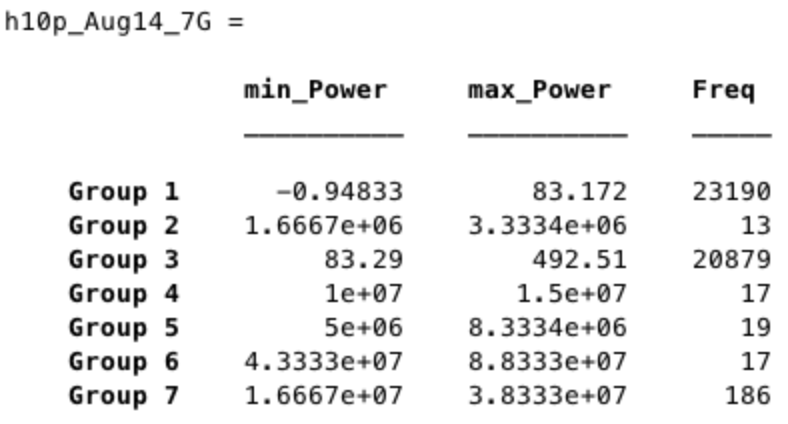 h10p_Aug14_7G =
min_Power max_Power Freq
Group 1 -0.94833 83.172 23190
Group 2 1.6667e+06 3.3334e+06 13
Group 3 83.29 492.51 20879
Group 4 1e+07 1.5e+07 17
Group 5 5e+06 8.3334e+06 19
Group 6 4.3333e+07 8.8333e+07 17
Group 7 1.6667e+07 3.8333e+07 186